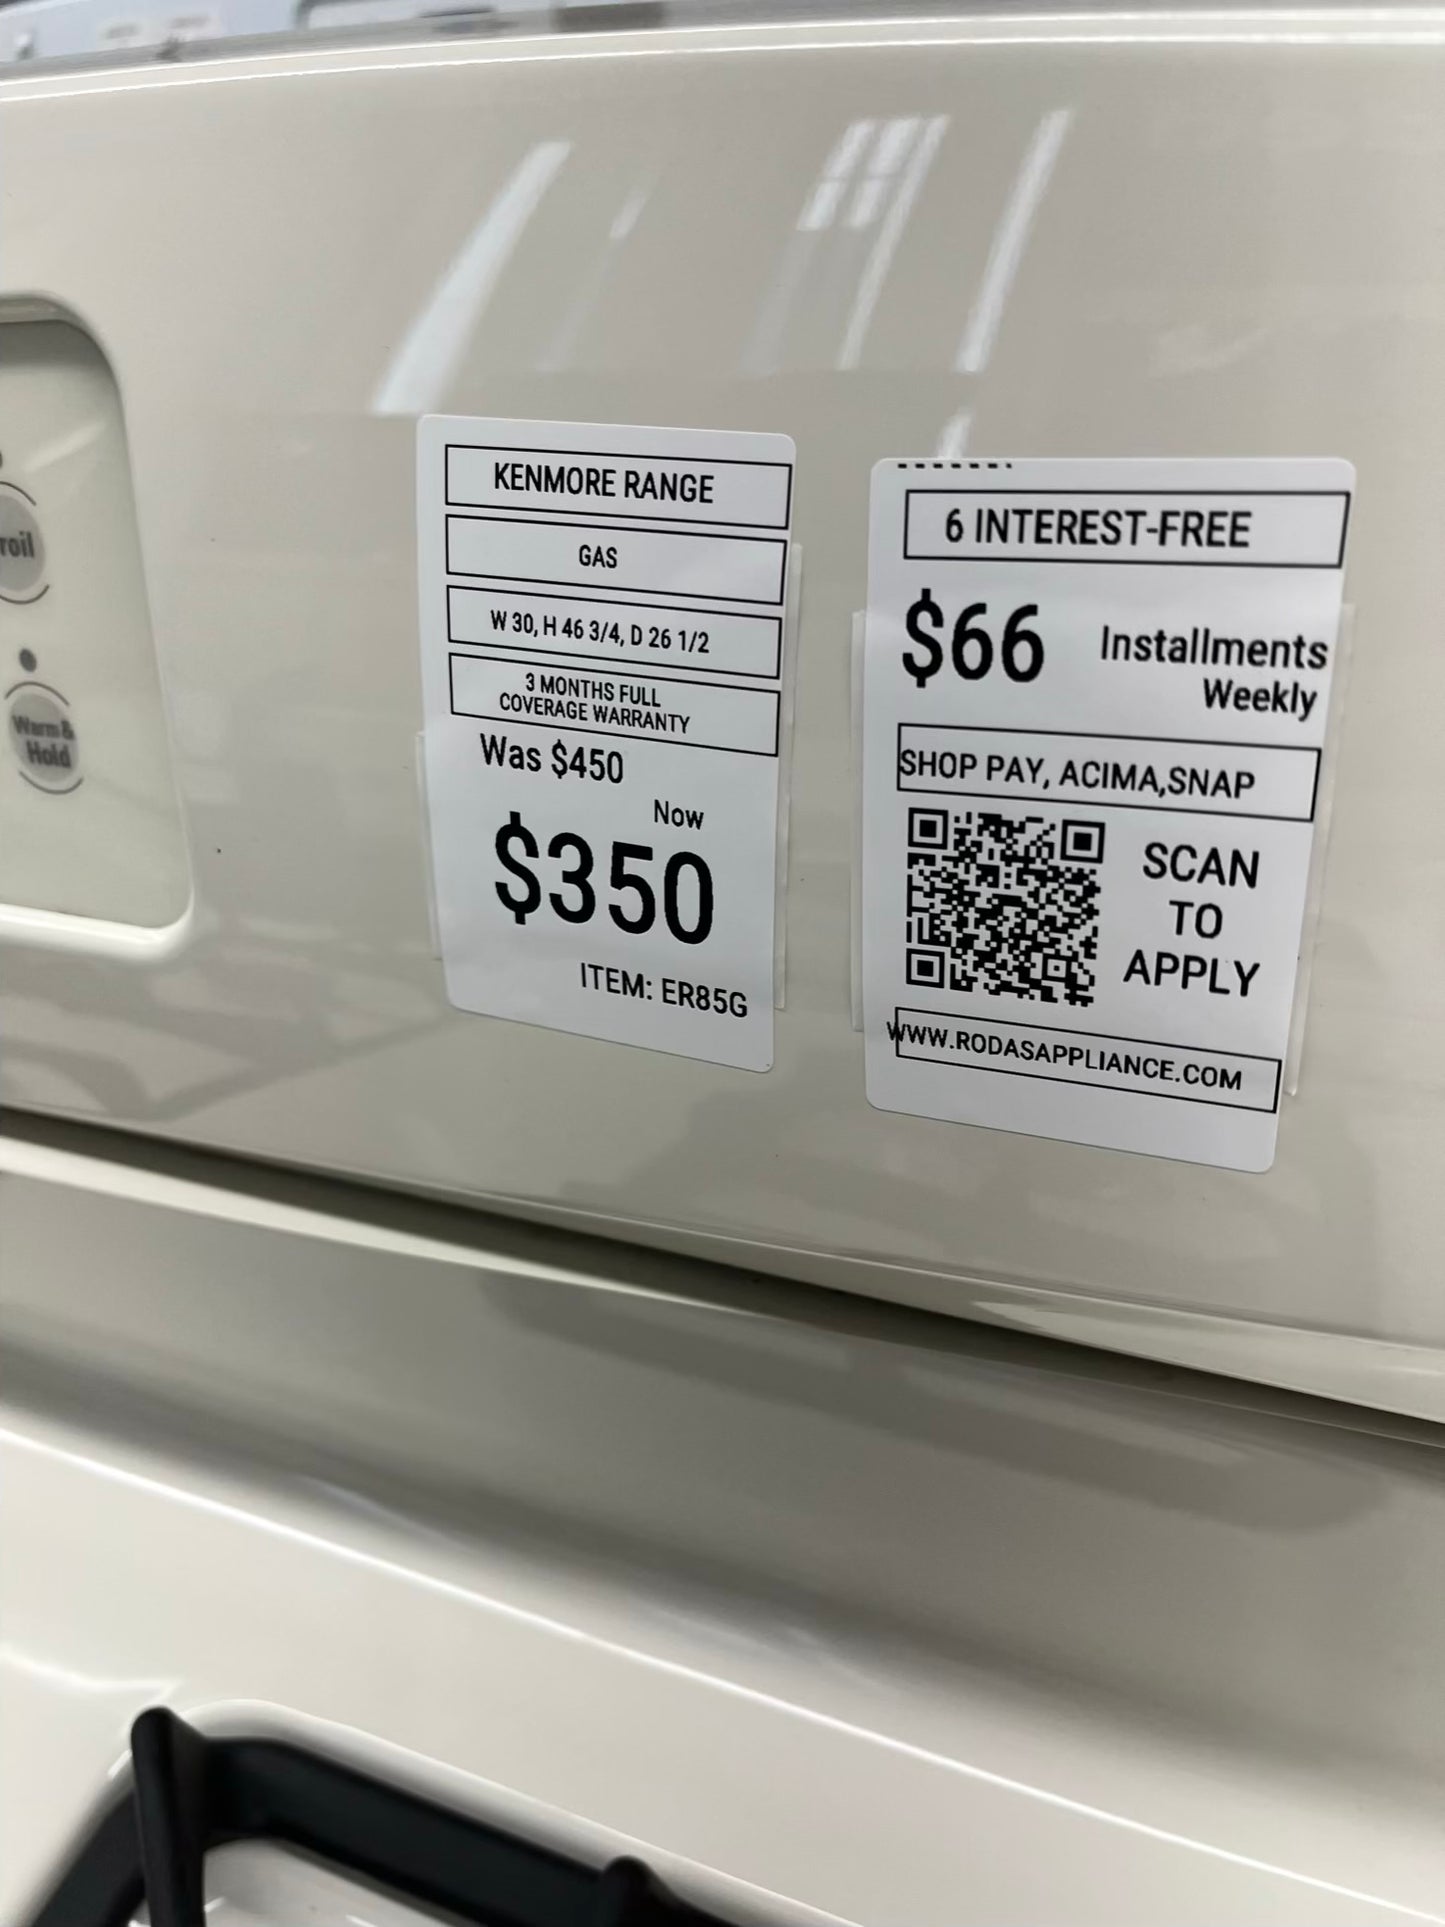 roil
Warm &
Hold
KENMORE RANGE
GAS
W 30, H 46 3/4, D 26 1/2
3 MONTHS FULL
COVERAGE WARRANTY
Was $450
Now
$350
ITEM: ER85G
6 INTEREST-FREE
$66 Installments
Weekly
SHOP PAY, ACIMA,SNAP
SCAN
TO
APPLY
WWW.RODASAPPLIANCE.COM